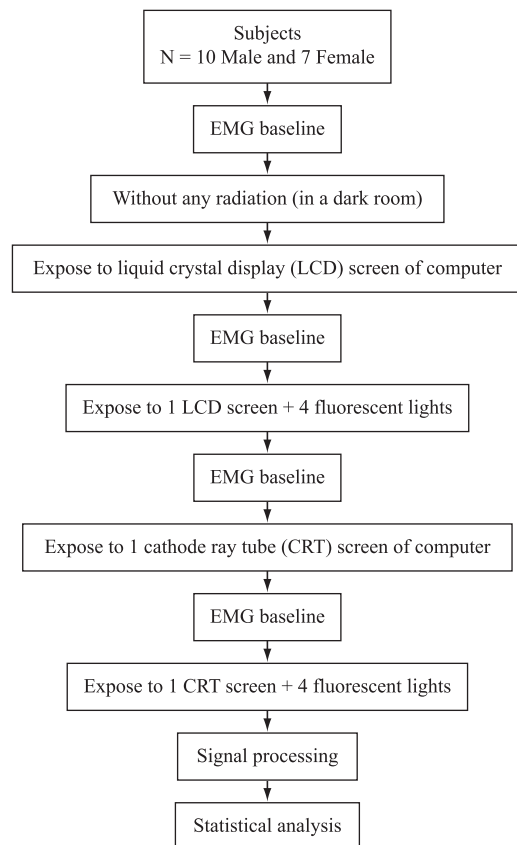 Subjects
N = 10 Male and 7 Female
EMG baseline
Without any radiation (in a dark room)
Expose to liquid crystal display (LCD) screen of computer
EMG baseline
Expose to 1 LCD screen + 4 fluorescent lights
EMG baseline
Expose to 1 cathode ray tube (CRT) screen of computer
EMG baseline
Expose to 1 CRT screen + 4 fluorescent lights
Signal processing
Statistical analysis